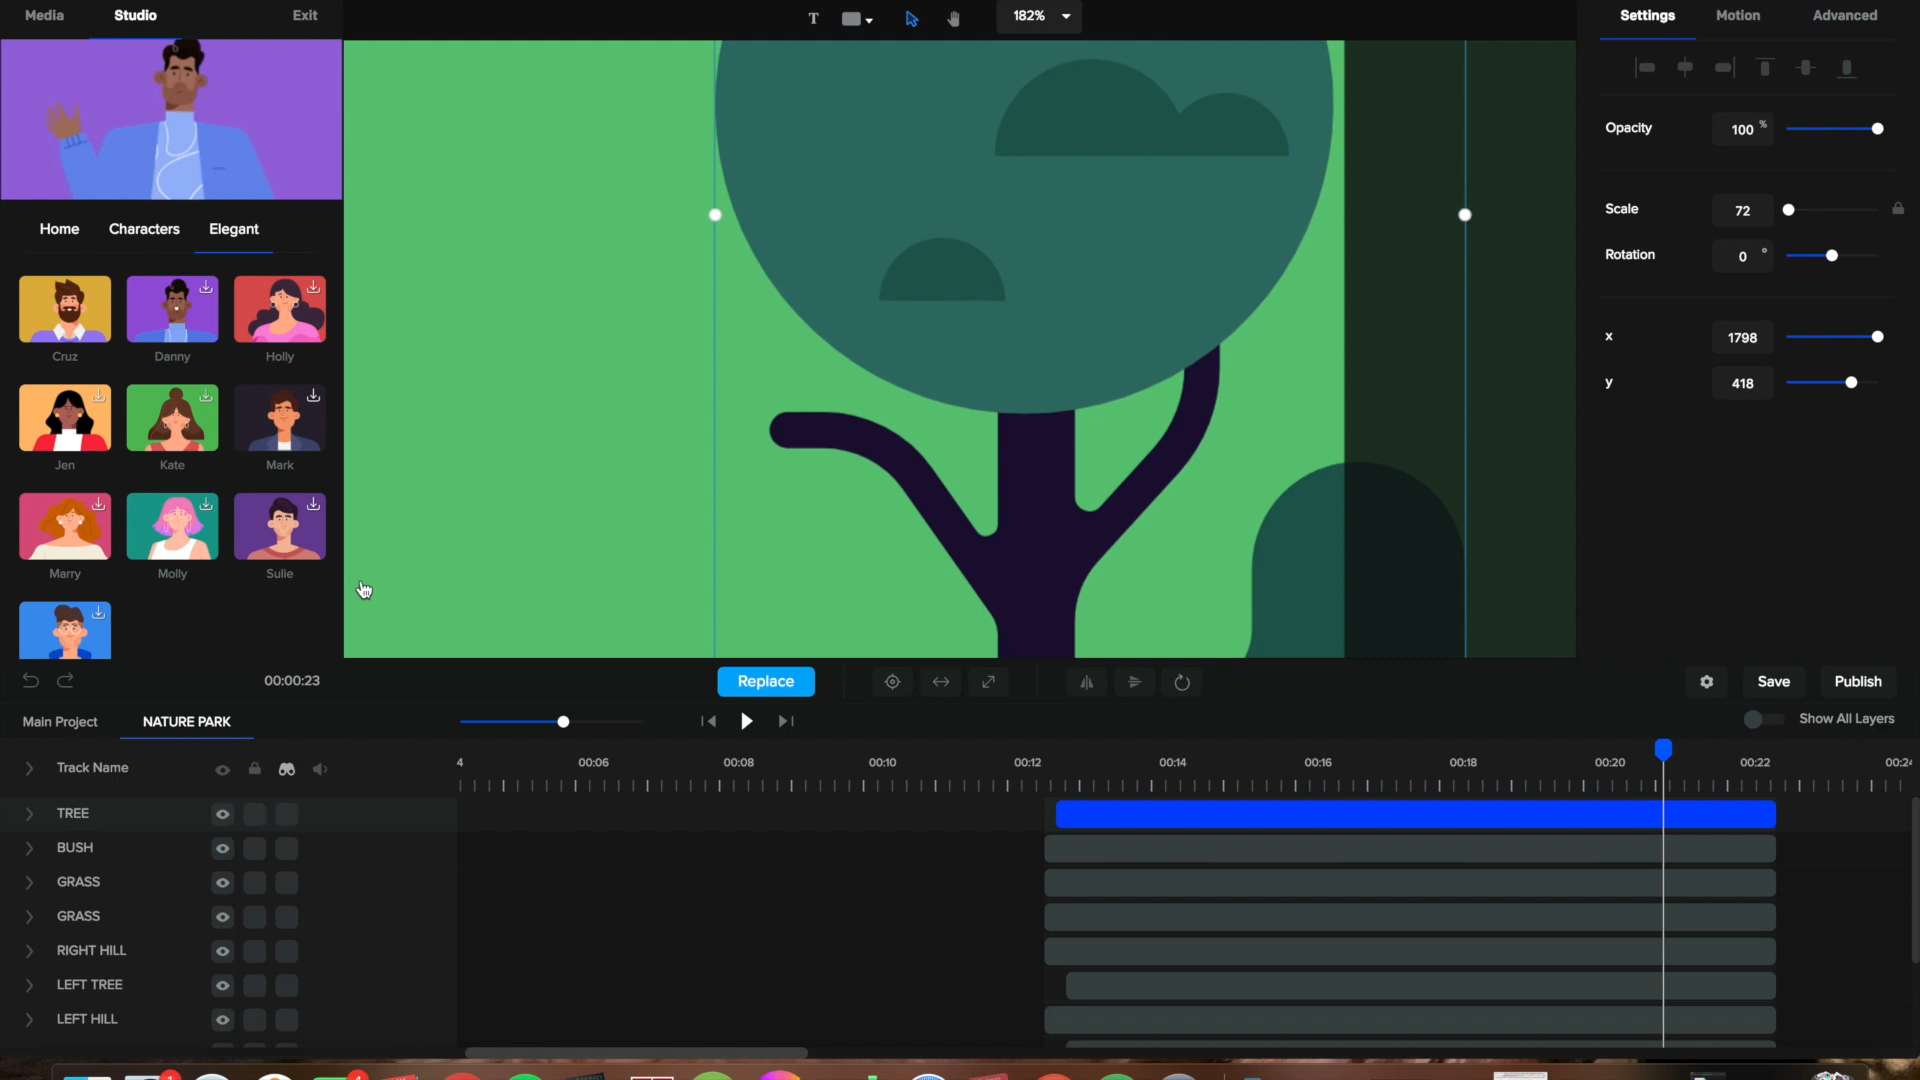 Media Studio Exit
T 182%
Settings Motion Advanced
Opacity 100 %
Scale 72
Rotation 0 °
x 1798
y 418
Home Characters Elegant
Cruz Danny Holly
Jen Kate Mark
Marry Molly Sulie
00:00:23
Replace
Save Publish
Main Project NATURE PARK
Show All Layers
Track Name
4 00:06 00:08 00:10 00:12 00:14 00:16 00:18 00:20 00:22 00:24
TREE
BUSH
GRASS
GRASS
RIGHT HILL
LEFT TREE
LEFT HILL